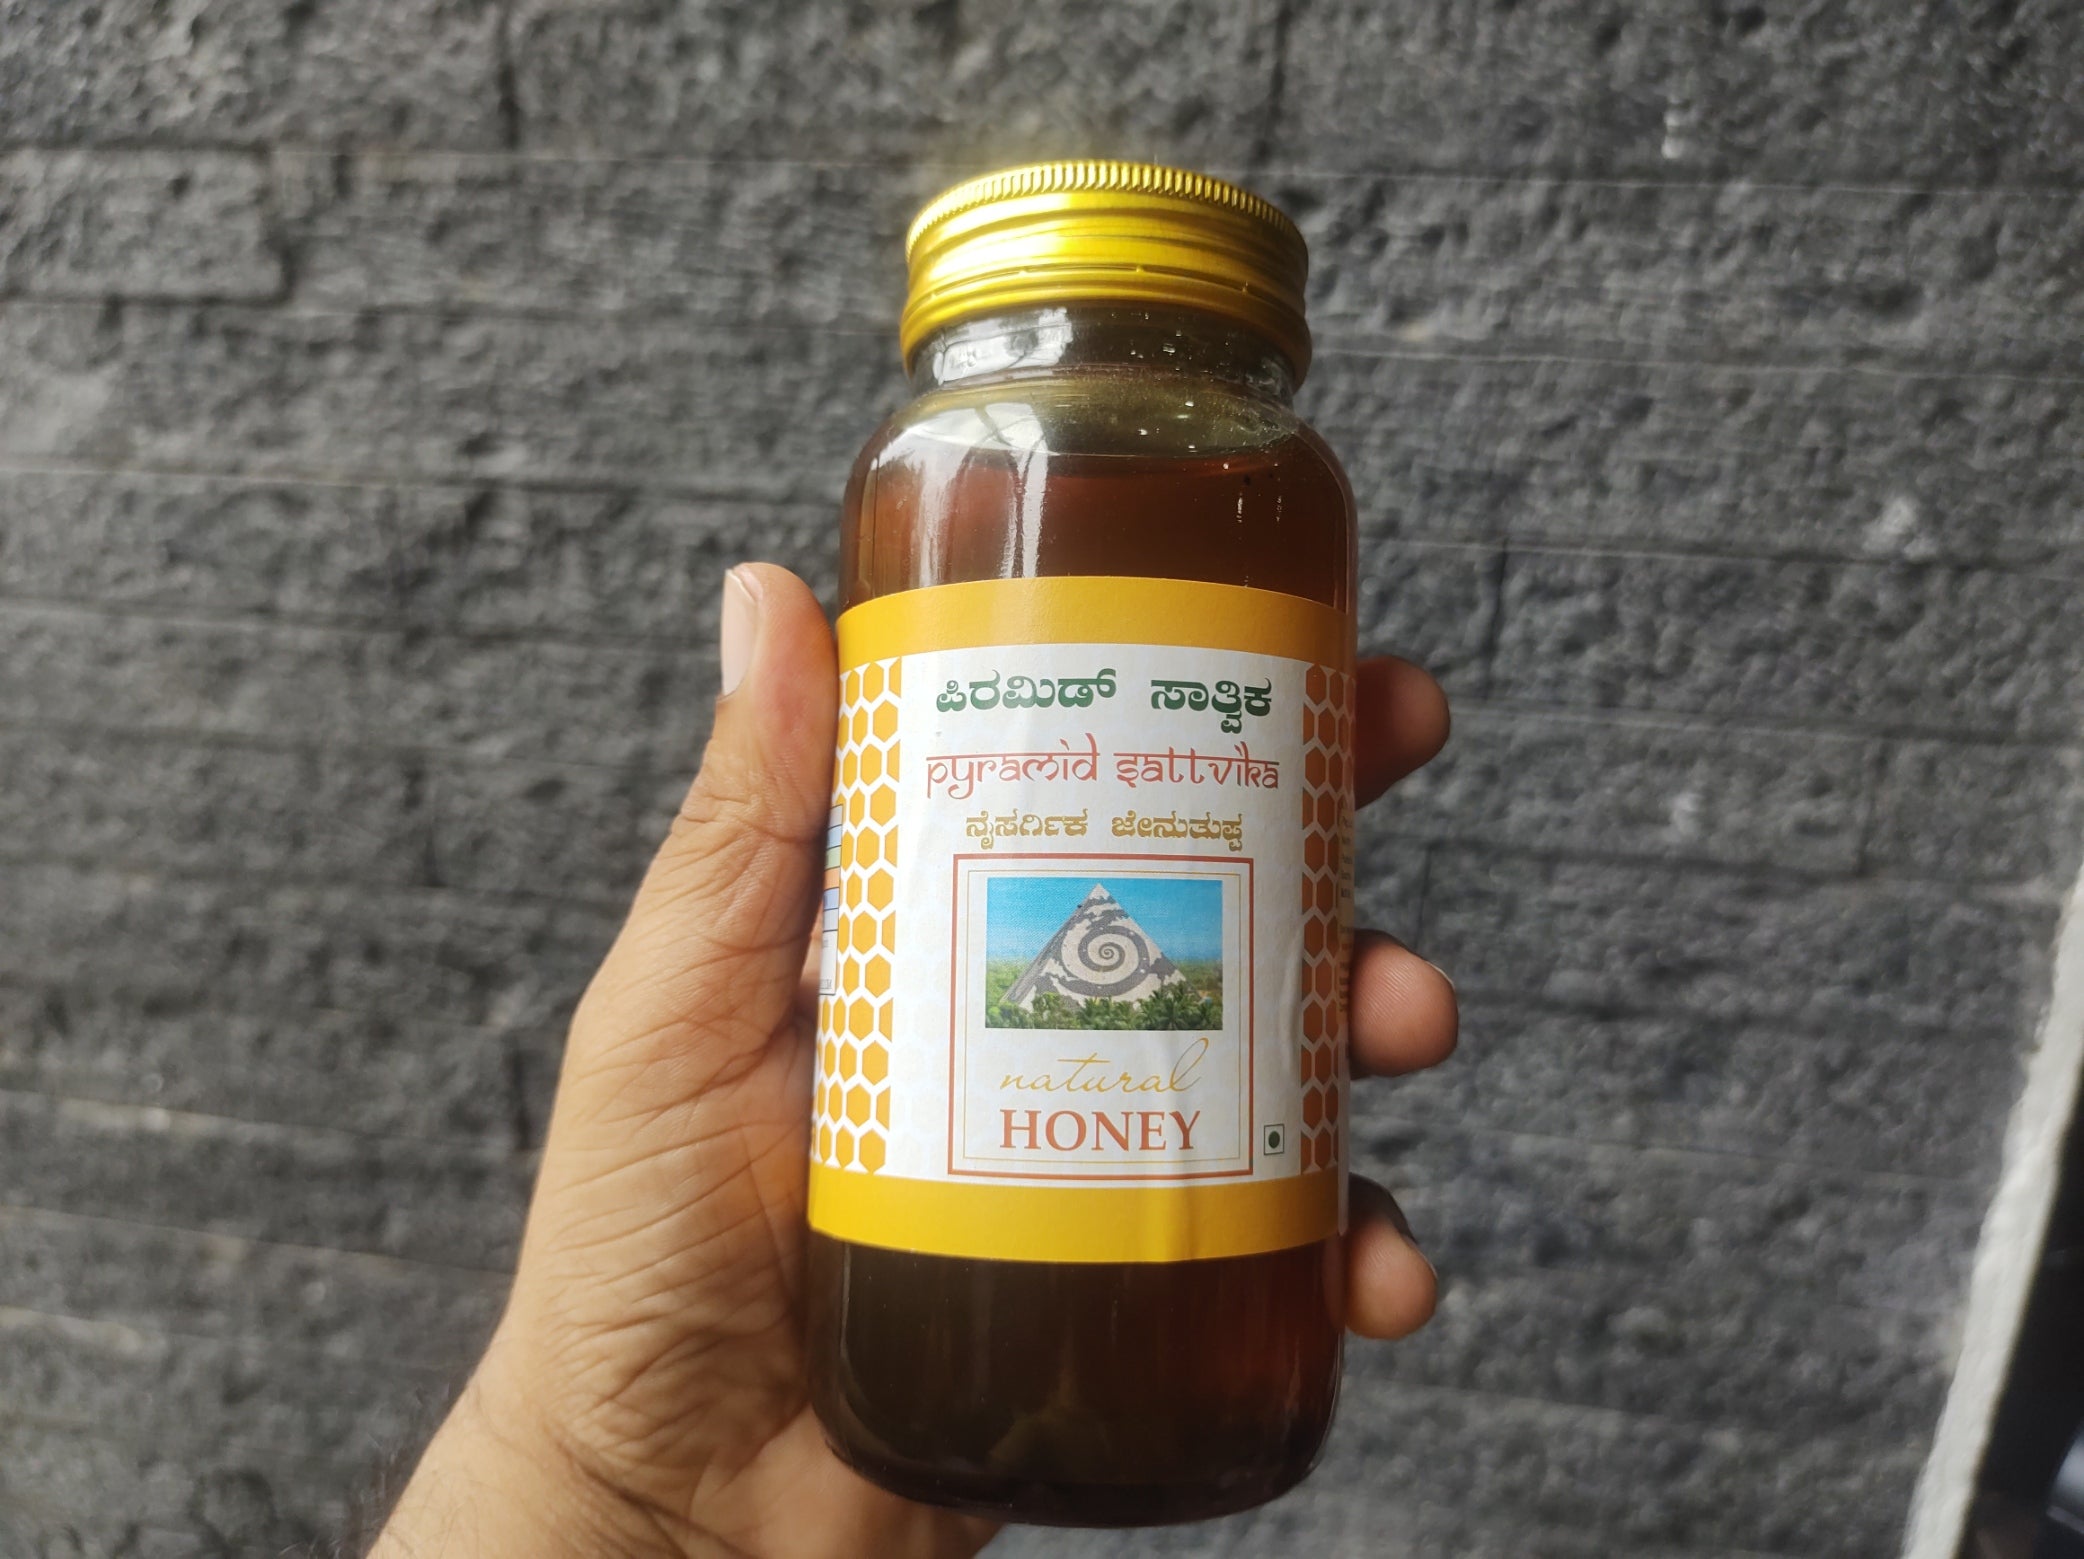 ಪಿರಮಿಡ್ ಸಾತ್ತ್ವಿಕ
pyramid sattvika
ನೈಸರ್ಗಿಕ ಜೇನುತುಪ್ಪ
natural
HONEY